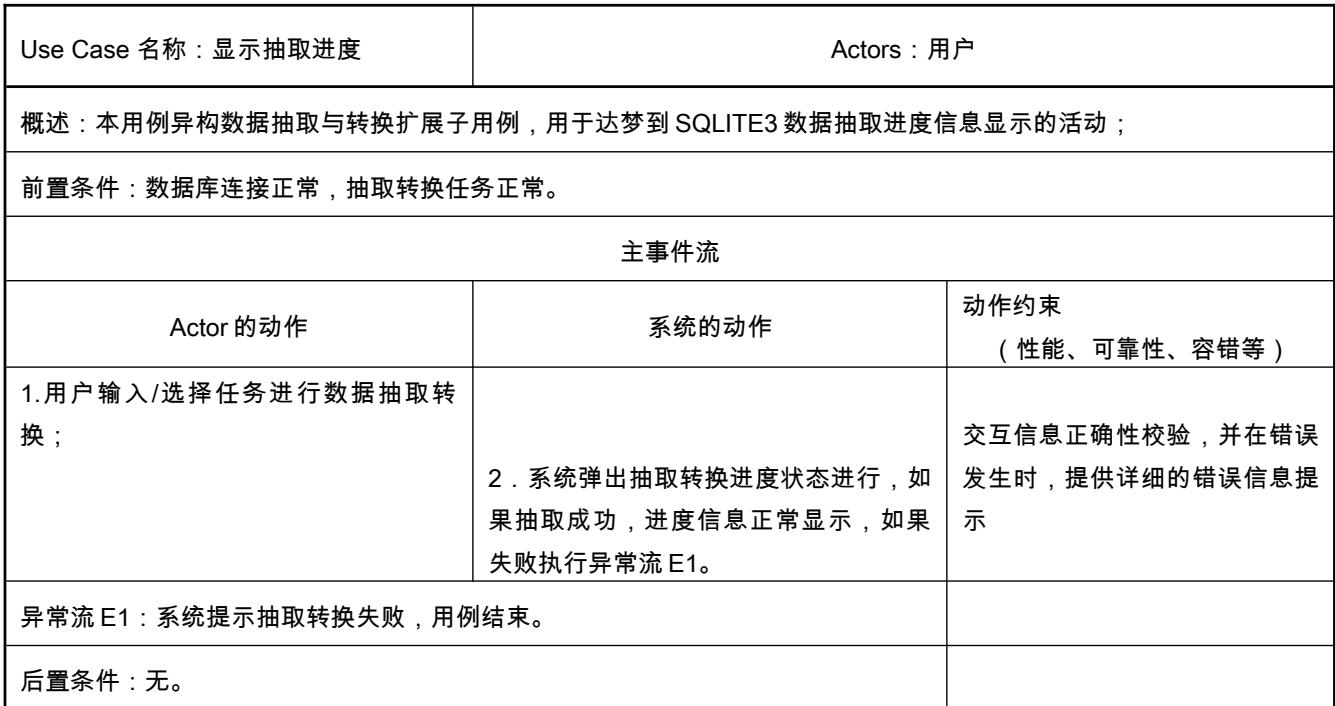 Use Case 名称：显示抽取进度
Actors：用户
概述：本用例异构数据抽取与转换扩展子用例，用于达梦到 SQLITE3 数据抽取进度信息显示的活动；
前置条件：数据库连接正常，抽取转换任务正常。
主事件流
Actor 的动作
系统的动作
动作约束
（性能、可靠性、容错等）
1.用户输入/选择任务进行数据抽取转
换；
2．系统弹出抽取转换进度状态进行，如
果抽取成功，进度信息正常显示，如果
失败执行异常流 E1。
交互信息正确性校验，并在错误
发生时，提供详细的错误信息提
示
异常流 E1：系统提示抽取转换失败，用例结束。
后置条件：无。